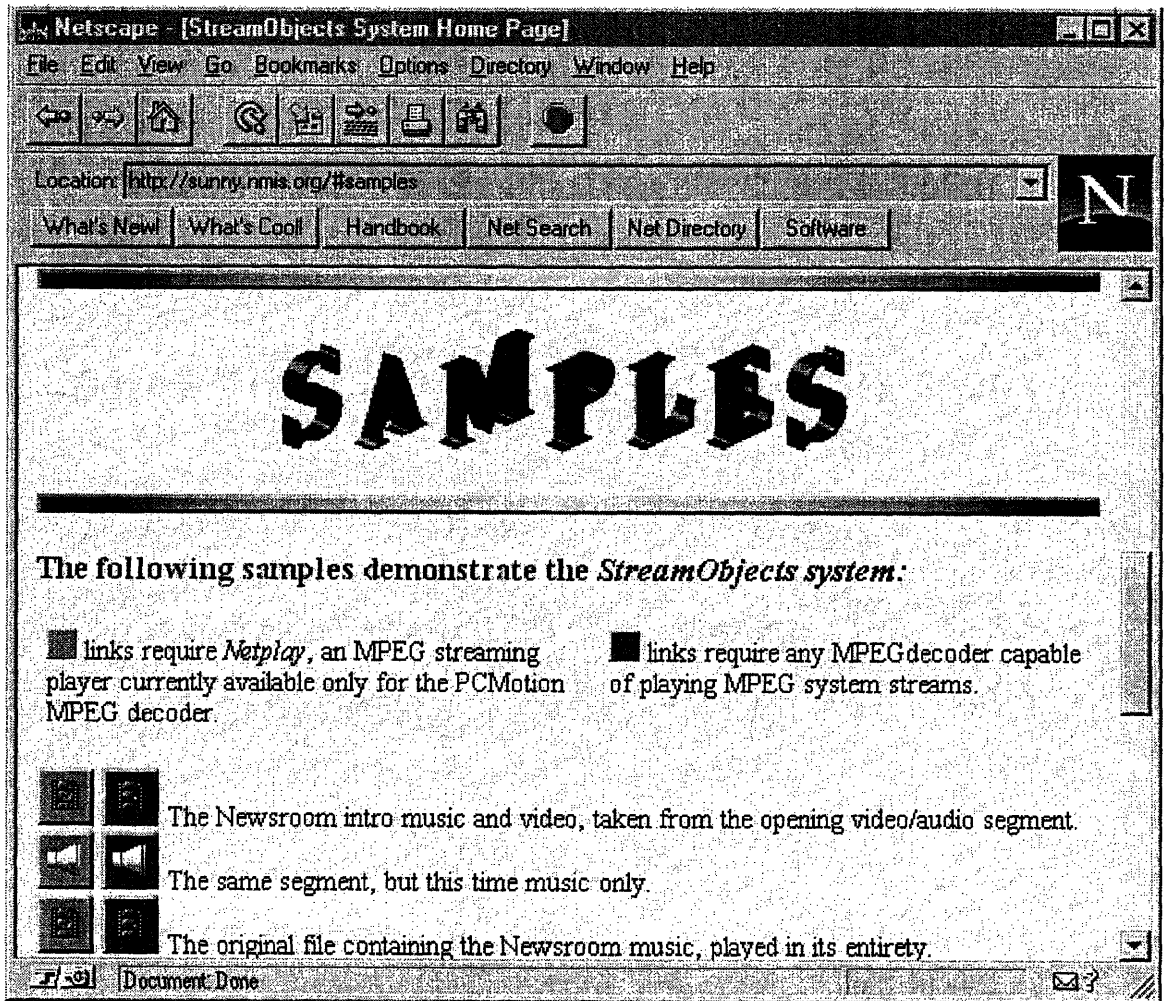 Netscape - [StreamObjects System Home Page]
File Edit View Go Bookmarks Options Directory Window Help
Location: http://sunny.nmis.org/#samples
N
What's New! What's Cool! Handbook Net Search Net Directory Software
SAMPLES
The following samples demonstrate the StreamObjects system:
links require Netplay, an MPEG streaming
player currently available only for the PCMotion
MPEG decoder.
links require any MPEG decoder capable
of playing MPEG system streams.
The Newsroom intro music and video, taken from the opening video/audio segment.
The same segment, but this time music only.
The original file containing the Newsroom music, played in its entirety.
Document: Done